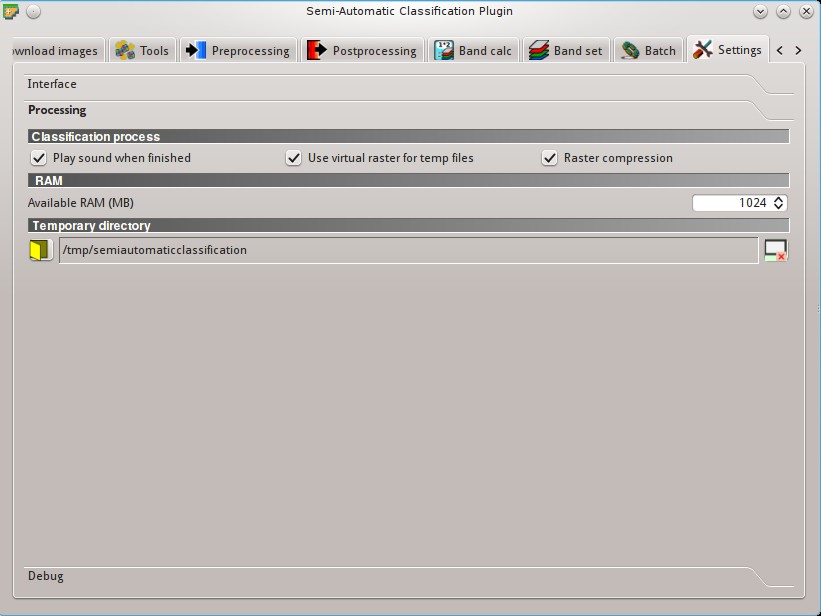 Semi-Automatic Classification Plugin
wnload images Tools Preprocessing Postprocessing Band calc Band set Batch Settings
Interface
Processing
Classification process
Play sound when finished Use virtual raster for temp files Raster compression
RAM
Available RAM (MB) 1024
Temporary directory
/tmp/semiautomaticclassification
Debug